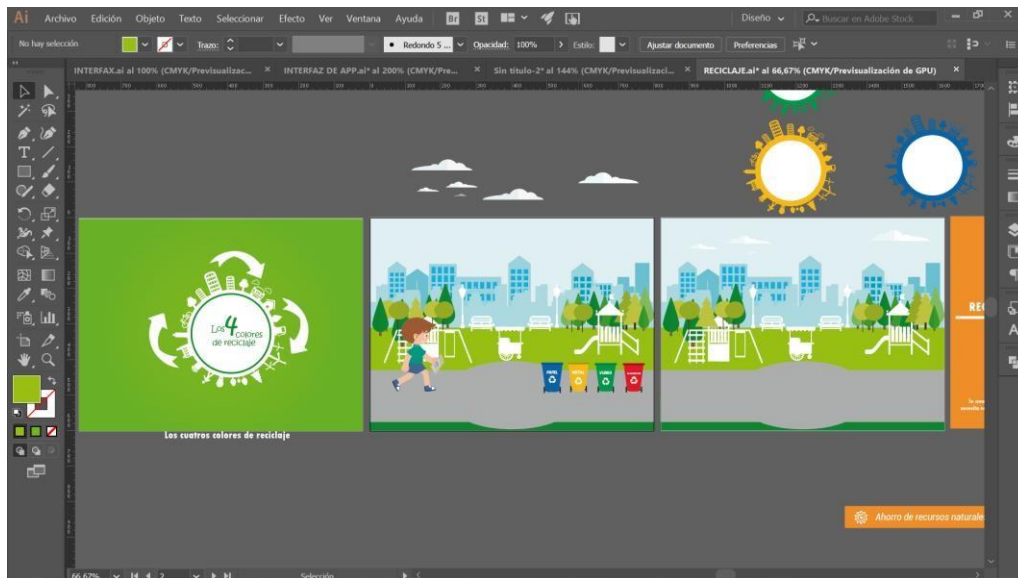 Ai Archivo Edición Objeto Texto Seleccionar Efecto Ver Ventana Ayuda Br St Diseño Buscar en Adobe Stock
No hay selección Trazo: Redondo 5 ... Opacidad: 100% Estilo: Ajustar documento Preferencias
INTERFAX.ai al 100% (CMYK/Previsualizac... INTERFAZ DE APP.ai* al 200% (CMYK/Pre... Sin título-2* al 144% (CMYK/Previsualizaci... RECICLAJE.ai* al 66,67% (CMYK/Previsualización de GPU)
Los 4 colores
de reciclaje
PAPEL
VIDRIO
REC
Los cuatros colores de reciclaje
Ahorro de recursos naturale
66,67% 2 Selección